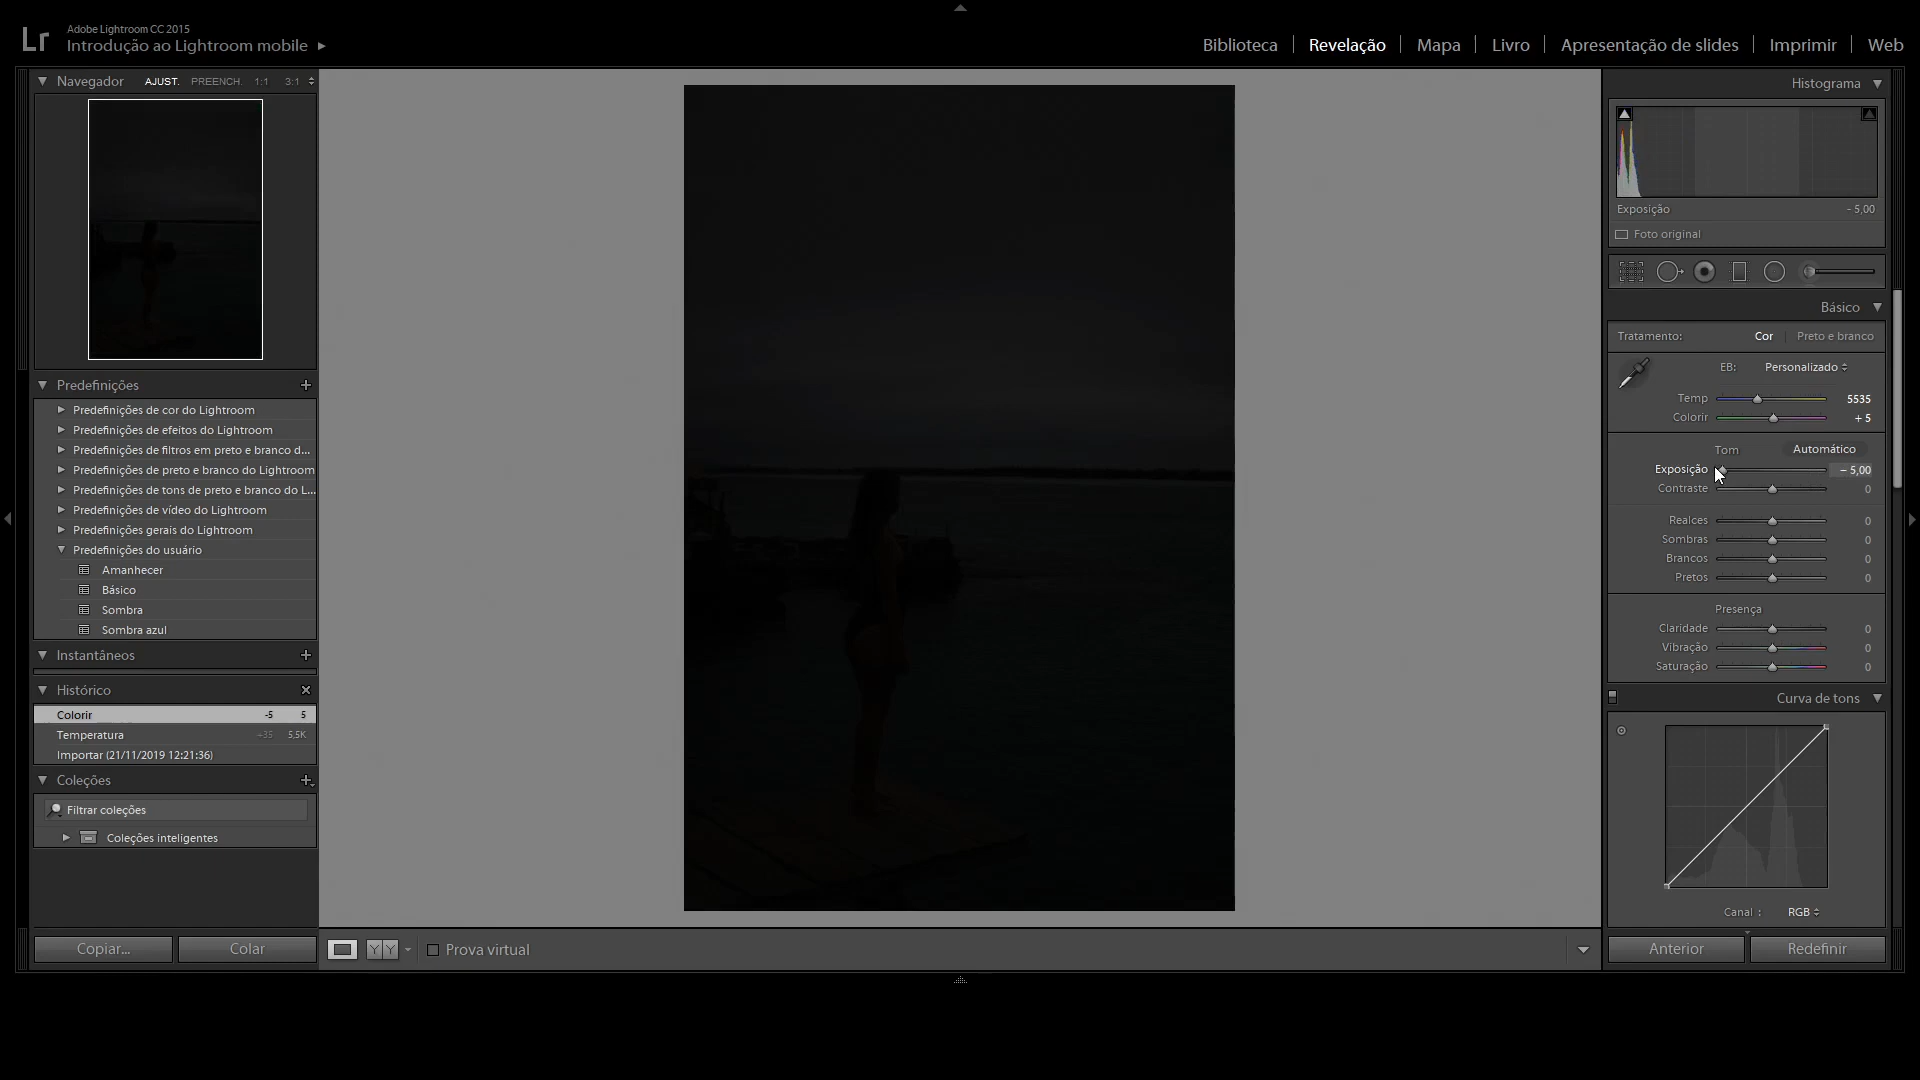 Lr
Adobe Lightroom CC 2015
Introdução ao Lightroom mobile
Biblioteca | Revelação | Mapa | Livro | Apresentação de slides | Imprimir | Web
Navegador AJUST. PREENCH. 1:1 3:1
Predefinições
Predefinições de cor do Lightroom
Predefinições de efeitos do Lightroom
Predefinições de filtros em preto e branco d...
Predefinições de preto e branco do Lightroom
Predefinições de tons de preto e branco do L...
Predefinições de vídeo do Lightroom
Predefinições gerais do Lightroom
Predefinições do usuário
Amanhecer
Básico
Sombra
Sombra azul
Instantâneos
Histórico
Colorir -5 5
Temperatura +35 5,5K
Importar (21/11/2019 12:21:36)
Coleções
Filtrar coleções
Coleções inteligentes
Copiar... Colar
YY
Prova virtual
Histograma
Exposição - 5,00
Foto original
Básico
Tratamento: Cor Preto e branco
EB: Personalizado
Temp 5535
Colorir + 5
Tom Automático
Exposição - 5,00
Contraste 0
Realces 0
Sombras 0
Brancos 0
Pretos 0
Presença
Claridade 0
Vibração 0
Saturação 0
Curva de tons
Canal : RGB
Anterior Redefinir